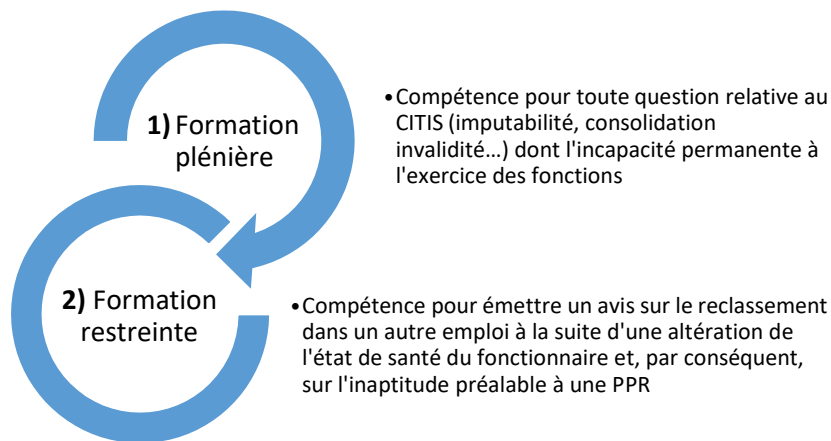 1) Formation
plénière
•Compétence pour toute question relative au
CITIS (imputabilité, consolidation
invalidité...) dont l'incapacité permanente à
l'exercice des fonctions
2) Formation
restreinte
•Compétence pour émettre un avis sur le reclassement
dans un autre emploi à la suite d'une altération de
l'état de santé du fonctionnaire et, par conséquent,
sur l'inaptitude préalable à une PPR